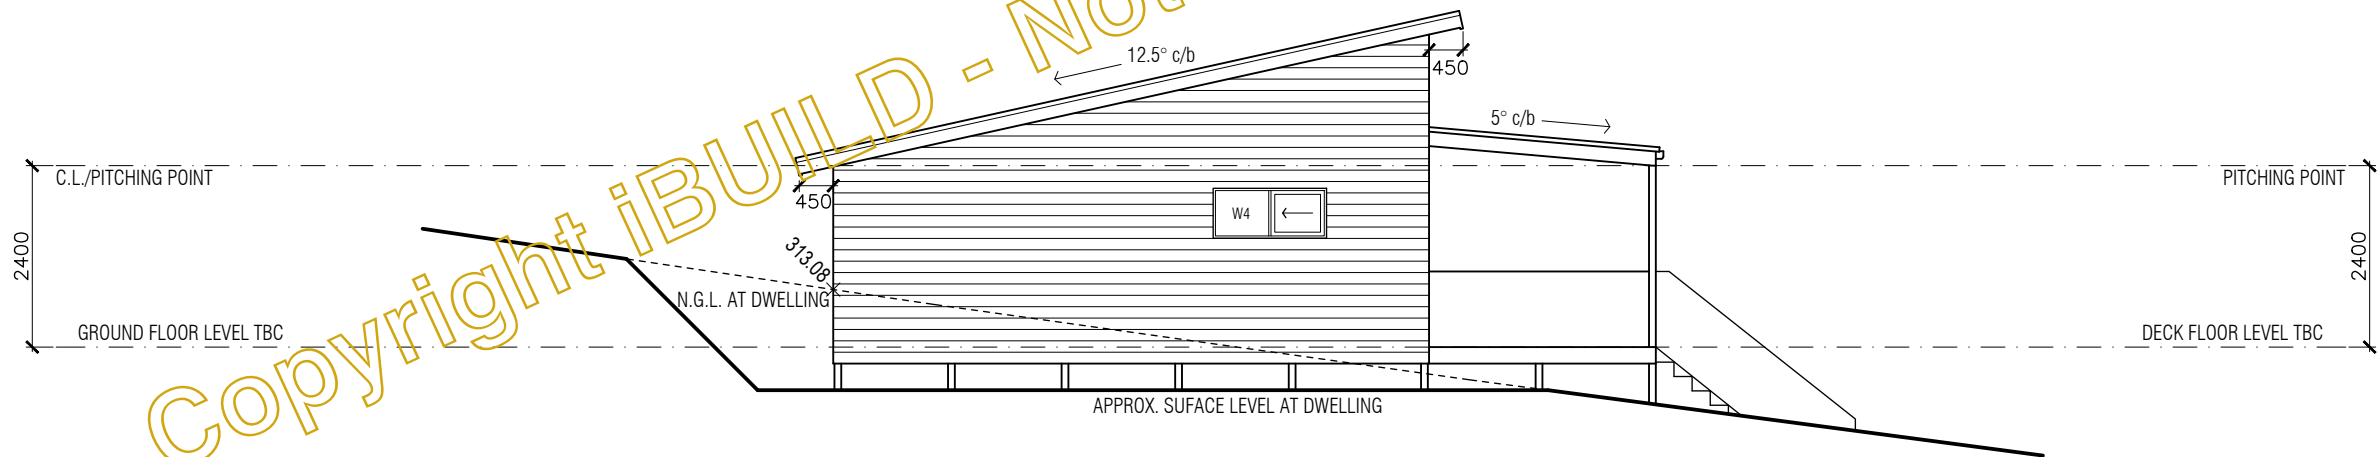 Copyright iBUILD - Not
12.5° c/b
450
5° c/b
C.L./PITCHING POINT
PITCHING POINT
450
W4
2400
313.08
2400
N.G.L. AT DWELLING
GROUND FLOOR LEVEL TBC
DECK FLOOR LEVEL TBC
APPROX. SUFACE LEVEL AT DWELLING